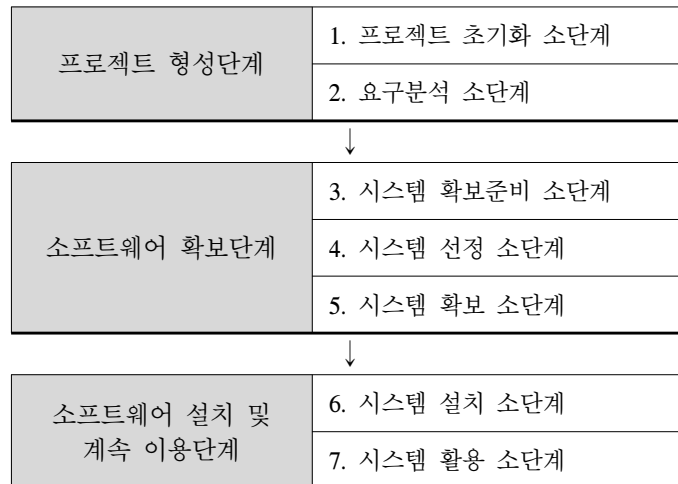 프로젝트 형성단계
1. 프로젝트 초기화 소단계
2. 요구분석 소단계
↓
소프트웨어 확보단계
3. 시스템 확보준비 소단계
4. 시스템 선정 소단계
5. 시스템 확보 소단계
↓
소프트웨어 설치 및
계속 이용단계
6. 시스템 설치 소단계
7. 시스템 활용 소단계